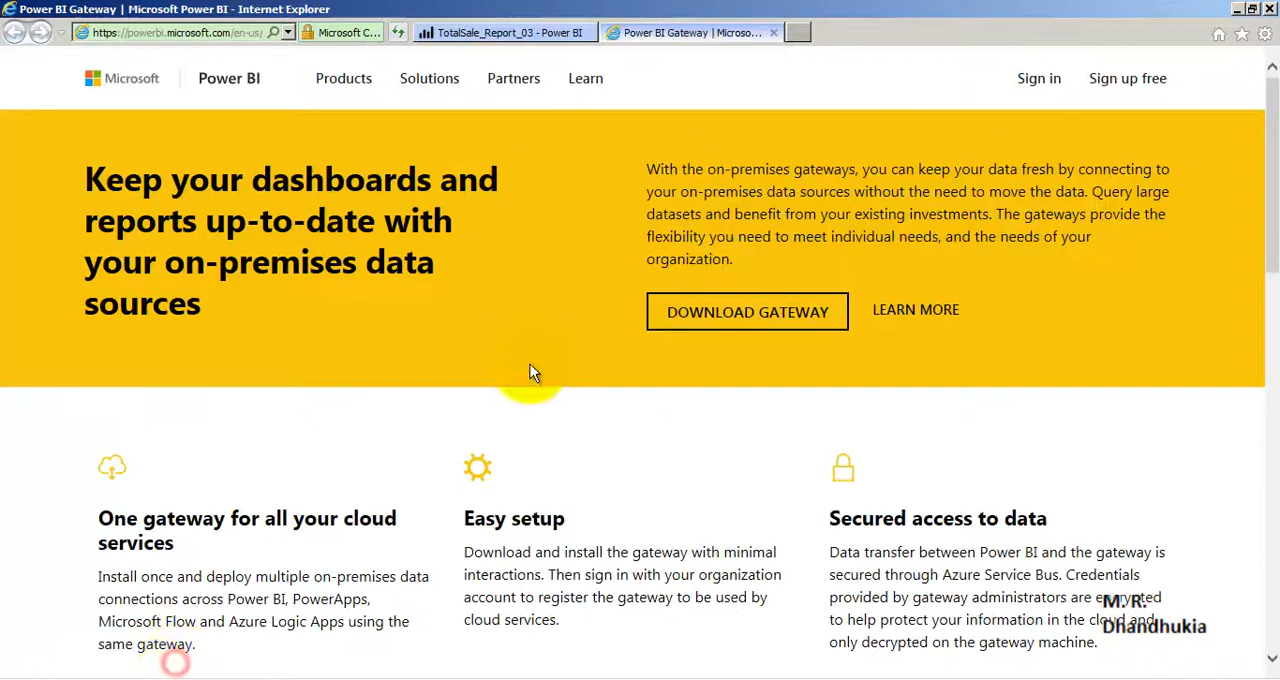 Power BI Gateway | Microsoft Power BI - Internet Explorer
https://powerbi.microsoft.com/en-us/
Microsoft C...
TotalSale_Report_03 - Power BI
Power BI Gateway | Microso...
Microsoft
Power BI
Products
Solutions
Partners
Learn
Sign in
Sign up free
Keep your dashboards and
reports up-to-date with
your on-premises data
sources
With the on-premises gateways, you can keep your data fresh by connecting to
your on-premises data sources without the need to move the data. Query large
datasets and benefit from your existing investments. The gateways provide the
flexibility you need to meet individual needs, and the needs of your
organization.
DOWNLOAD GATEWAY
LEARN MORE
One gateway for all your cloud
services
Install once and deploy multiple on-premises data
connections across Power BI, PowerApps,
Microsoft Flow and Azure Logic Apps using the
same gateway.
Easy setup
Download and install the gateway with minimal
interactions. Then sign in with your organization
account to register the gateway to be used by
cloud services.
Secured access to data
Data transfer between Power BI and the gateway is
secured through Azure Service Bus. Credentials
provided by gateway administrators are encrypted
to help protect your information in the cloud and
only decrypted on the gateway machine.
M. R.
Dhandhukia